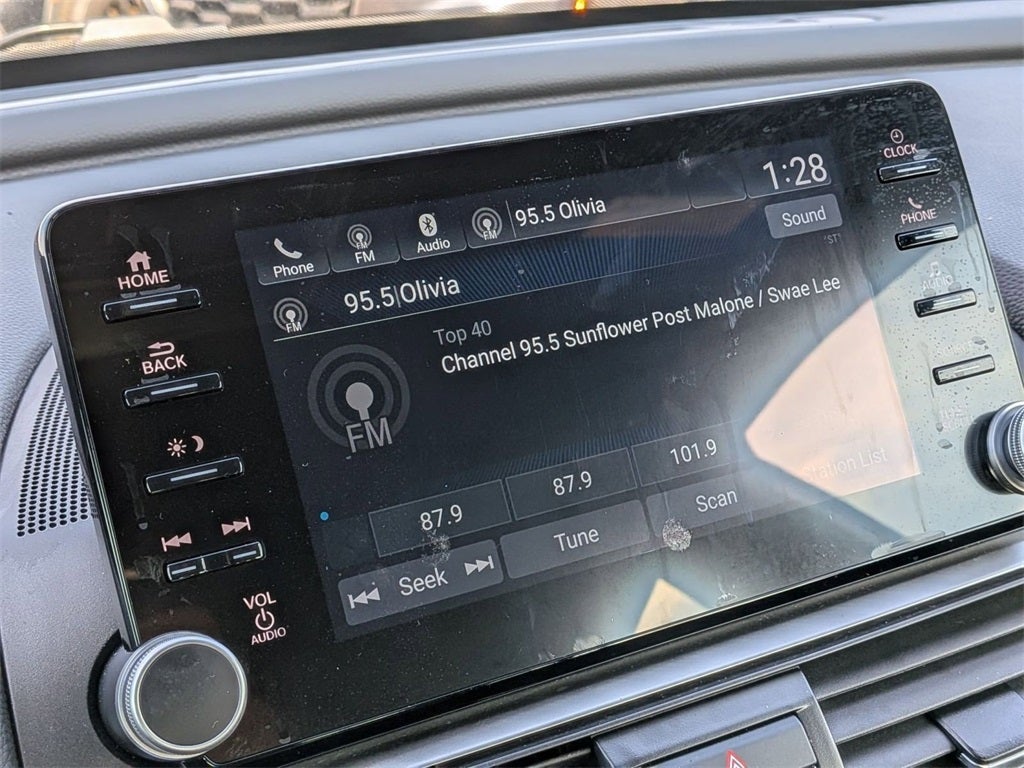 CLOCK
1:28
PHONE
Phone
FM
Audio
FM
95.5 Olivia
Sound
HOME
FM
95.5 Olivia
AUDIO
Top 40
Channel 95.5 Sunflower Post Malone / Swae Lee
BACK
FM
87.9
87.9
101.9
Station List
Seek
Tune
Scan
VOL
AUDIO